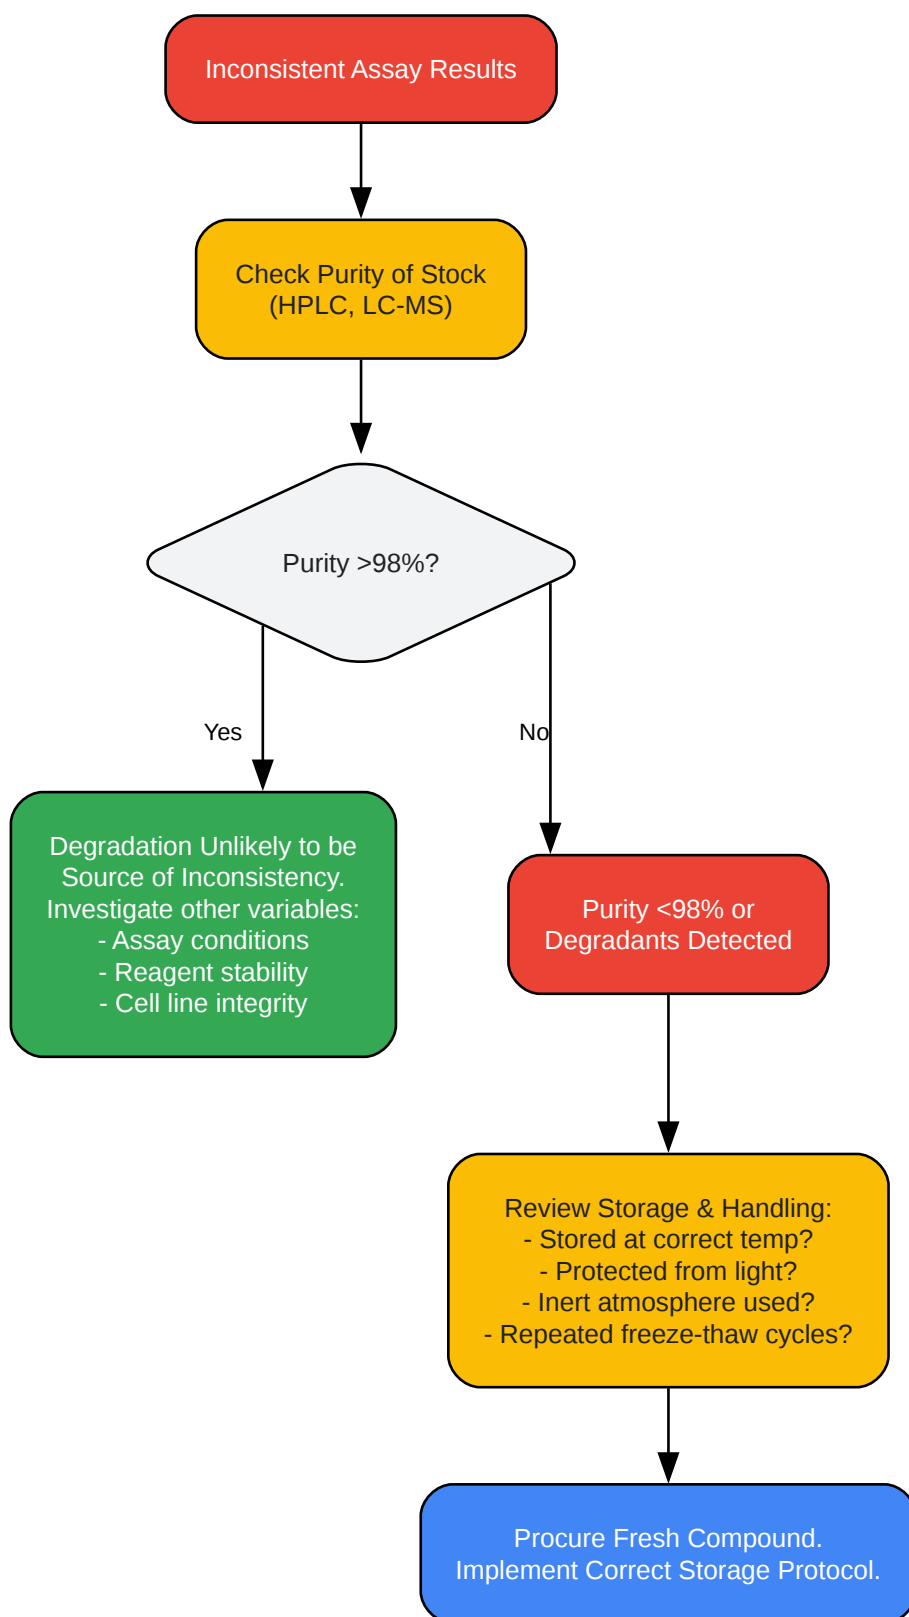 Inconsistent Assay Results
Check Purity of Stock
(HPLC, LC-MS)
Purity >98%?
Yes
No
Degradation Unlikely to be
Source of Inconsistency.
Investigate other variables:
- Assay conditions
- Reagent stability
- Cell line integrity
Purity <98% or
Degradants Detected
Review Storage & Handling:
- Stored at correct temp?
- Protected from light?
- Inert atmosphere used?
- Repeated freeze-thaw cycles?
Procure Fresh Compound.
Implement Correct Storage Protocol.